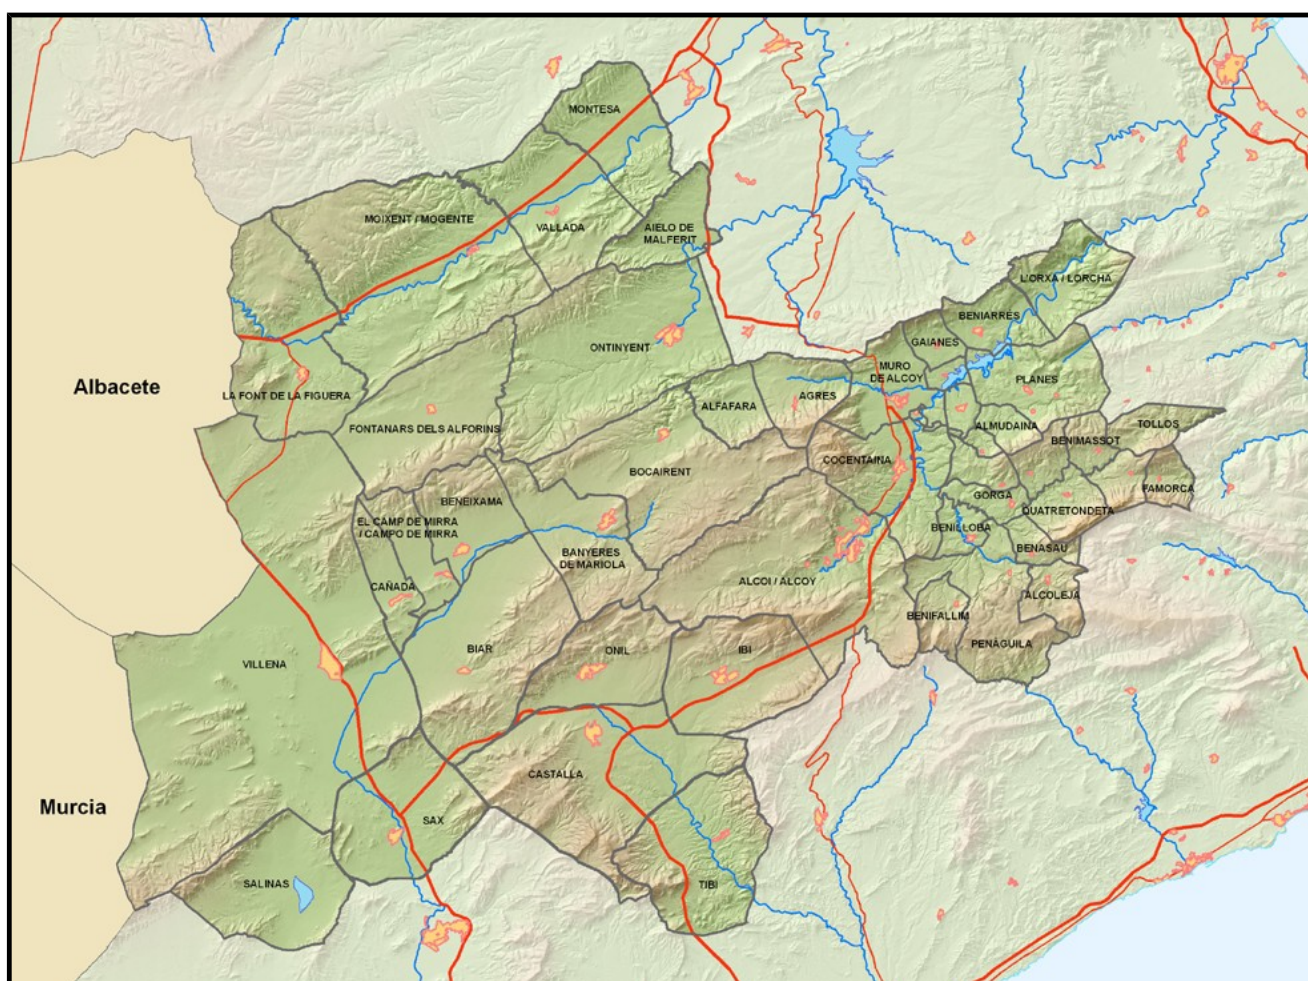 MONTESA
MOIXENT / MOGENTE
VALLADA
AIELO DE
MALFERIT
L'ORXA / LORCHA
BENIARRÉS
GAIANES
ONTINYENT
MURO
DE ALCOY
PLANES
Albacete
LA FONT DE LA FIGUERA
ALFAFARA
AGRES
FONTANARS DELS ALFORINS
ALMUDAINA
TOLLOS
BENIMASSOT
COCENTAINA
BOCAIRENT
FAMORCA
BENEIXAMA
GORGA
QUATRETONDETA
EL CAMP DE MIRRA
/ CAMPO DE MIRRA
BENILLOBA
BENASAU
BANYERES
DE MARIOLA
CAÑADA
ALCOI / ALCOY
ALCOLEJA
BENIFALLIM
PENÀGUILA
BIAR
ONIL
IBI
VILLENA
CASTALLA
Murcia
SAX
SALINAS
TIBI